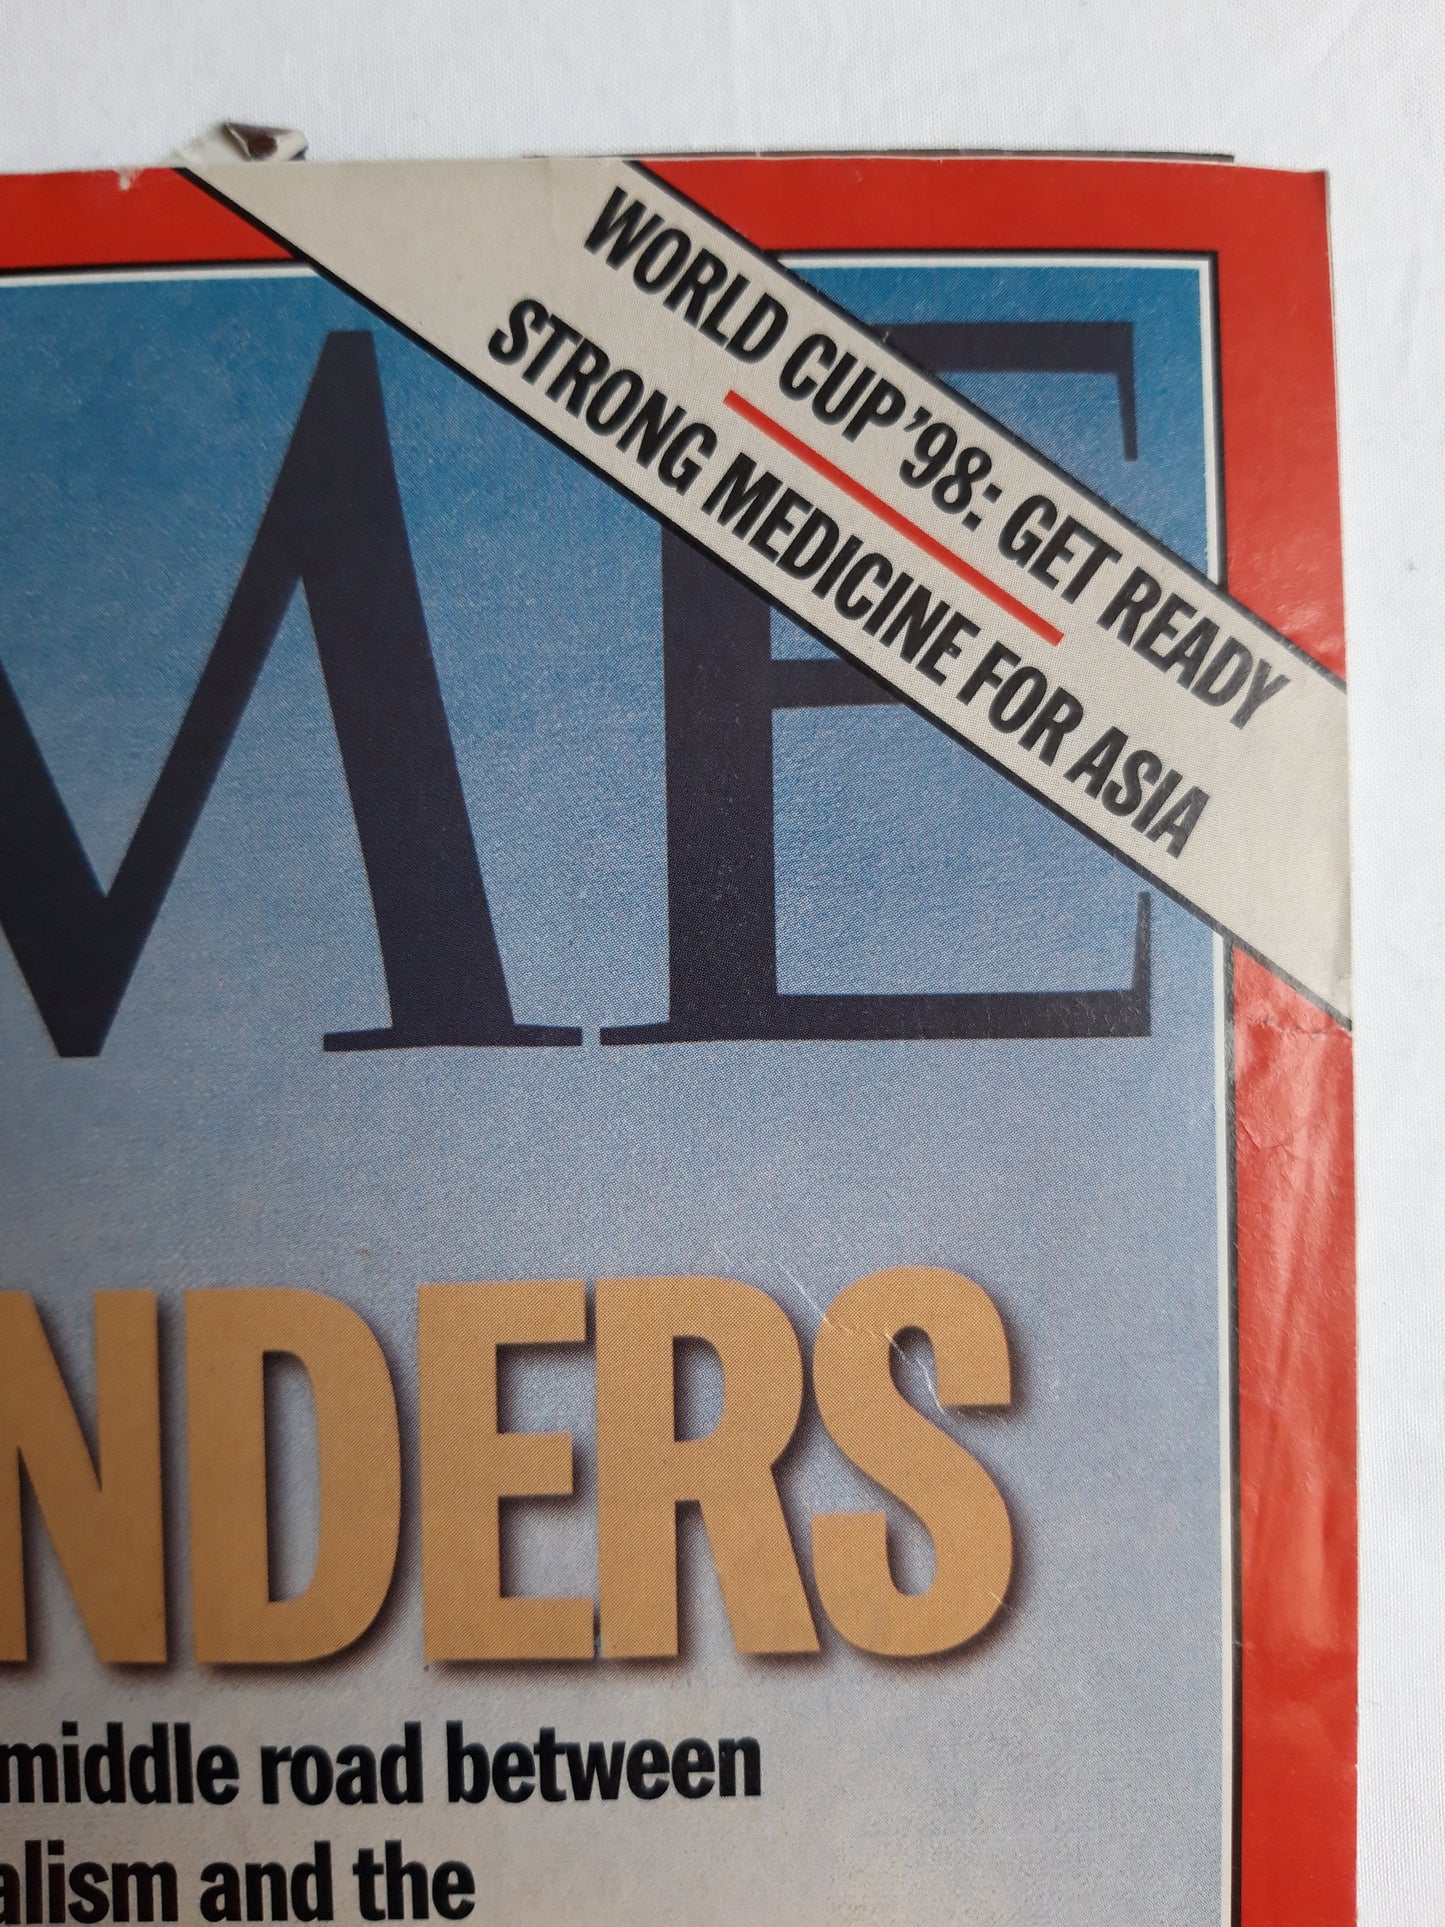 WORLD CUP '98: GET READY
STRONG MEDICINE FOR ASIA
ME
NDERS
middle road between
alism and the